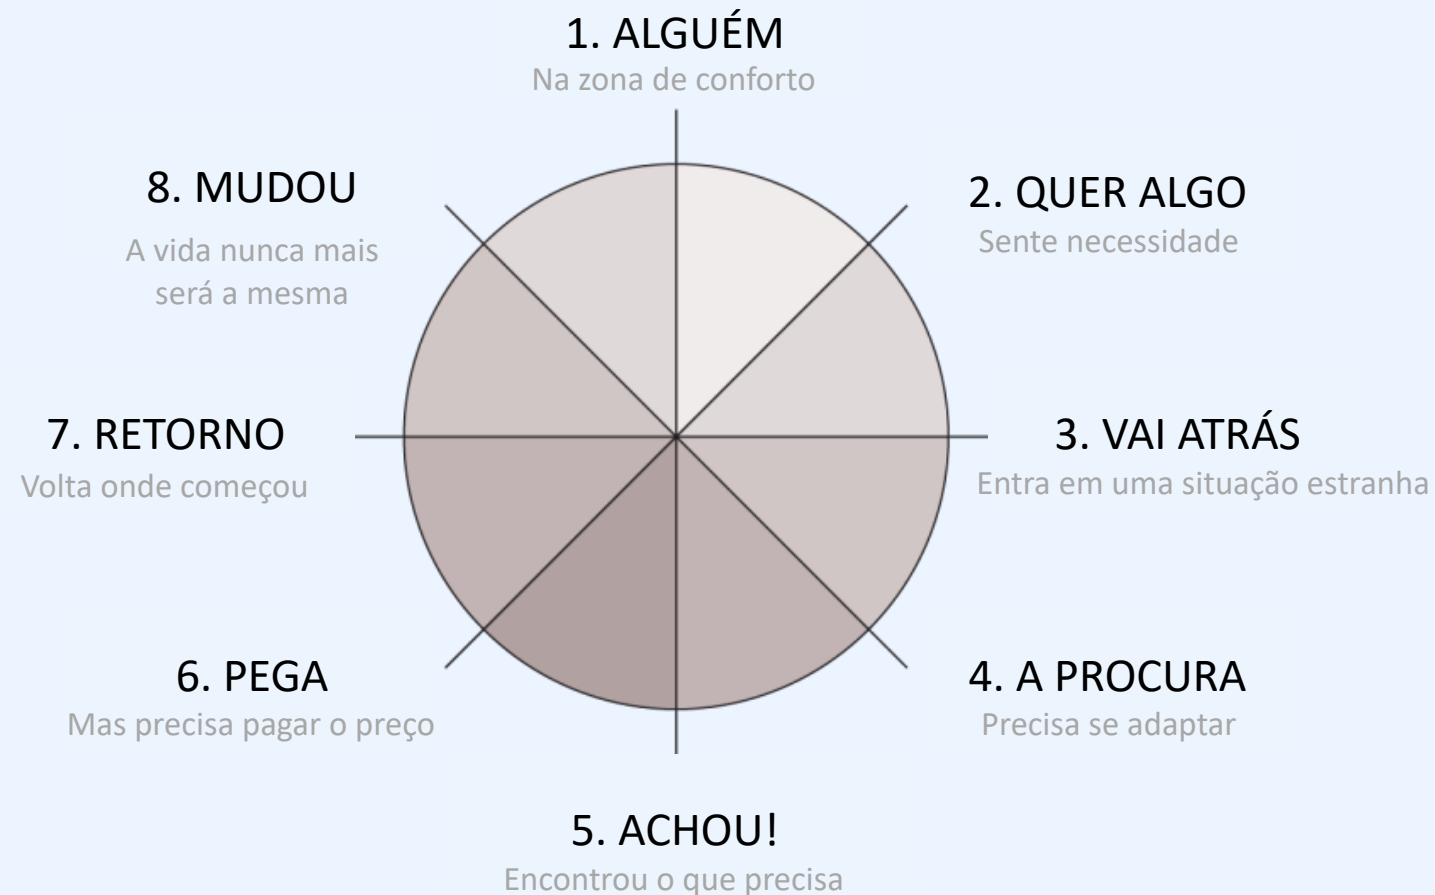 1. ALGUÉM
Na zona de conforto
2. QUER ALGO
Sente necessidade
3. VAI ATRÁS
Entra em uma situação estranha
4. A PROCURA
Precisa se adaptar
5. ACHOU!
Encontrou o que precisa
6. PEGA
Mas precisa pagar o preço
7. RETORNO
Volta onde começou
8. MUDOU
A vida nunca mais
será a mesma